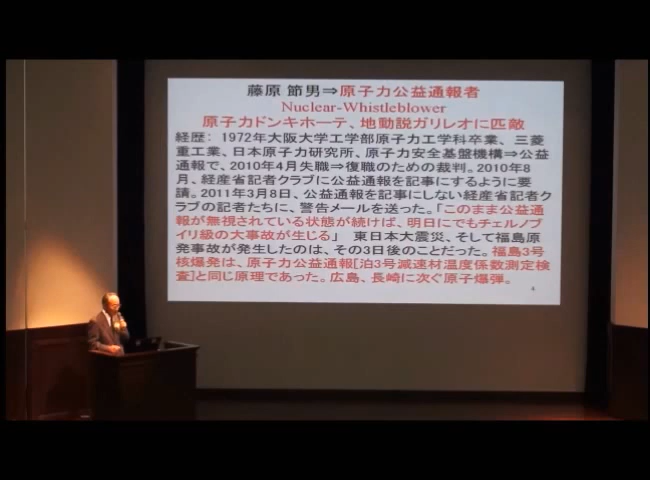 藤原 節男⇒原子力公益通報者
Nuclear-Whistleblower
原子力ドンキホーテ、地動説ガリレオに匹敵
経歴： 1972年大阪大学工学部原子力工学科卒業、三菱
重工業、日本原子力研究所、原子力安全基盤機構⇒公益
通報で、2010年4月失職⇒復職のための裁判。2010年8
月、経産省記者クラブに公益通報を記事にするように要
請。2011年3月8日、公益通報を記事にしない経産省記者ク
ラブの記者たちに、警告メールを送った。「このまま公益通
報が無視されている状態が続けば、明日にでもチェルノブ
イリ級の大事故が生じる」 東日本大震災、そして福島原
発事故が発生したのは、その3日後のことだった。福島3号
核爆発は、原子力公益通報[泊3号減速材温度係数測定検
査]と同じ原理であった。広島、長崎に次ぐ原子爆弾。